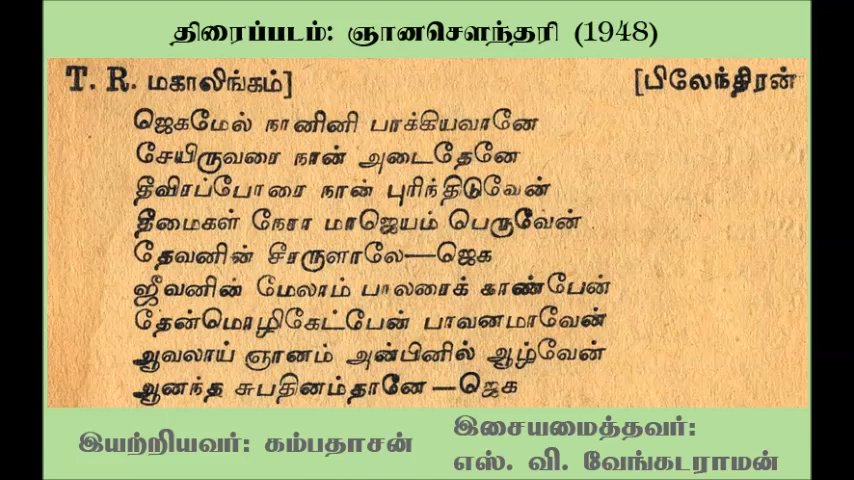 திரைப்படம்: ஞானசௌந்தரி (1948)
T. R. மகாலிங்கம்] [பிலேந்திரன்
ஜெகமேல் நானினி பாக்கியவானே
சேயிருவரை நான் அடைதேனே
தீவிரப்போரை நான் புரிந்திடுவேன்
தீமைகள் நேரா மாஜெயம் பெருவேன்
தேவனின் சீரருளாலே—ஜெக
ஜீவனின் மேலாம் பாலரைக் காண்பேன்
தேன்மொழிகேட்பேன் பாவனமாவேன்
ஆவலாய் ஞானம் அன்பினில் ஆழ்வேன்
ஆனந்த சுபதினம்தானே—ஜெக
இயற்றியவர்: கம்பதாசன்
இசையமைத்தவர்:
எஸ். வி. வேங்கடராமன்